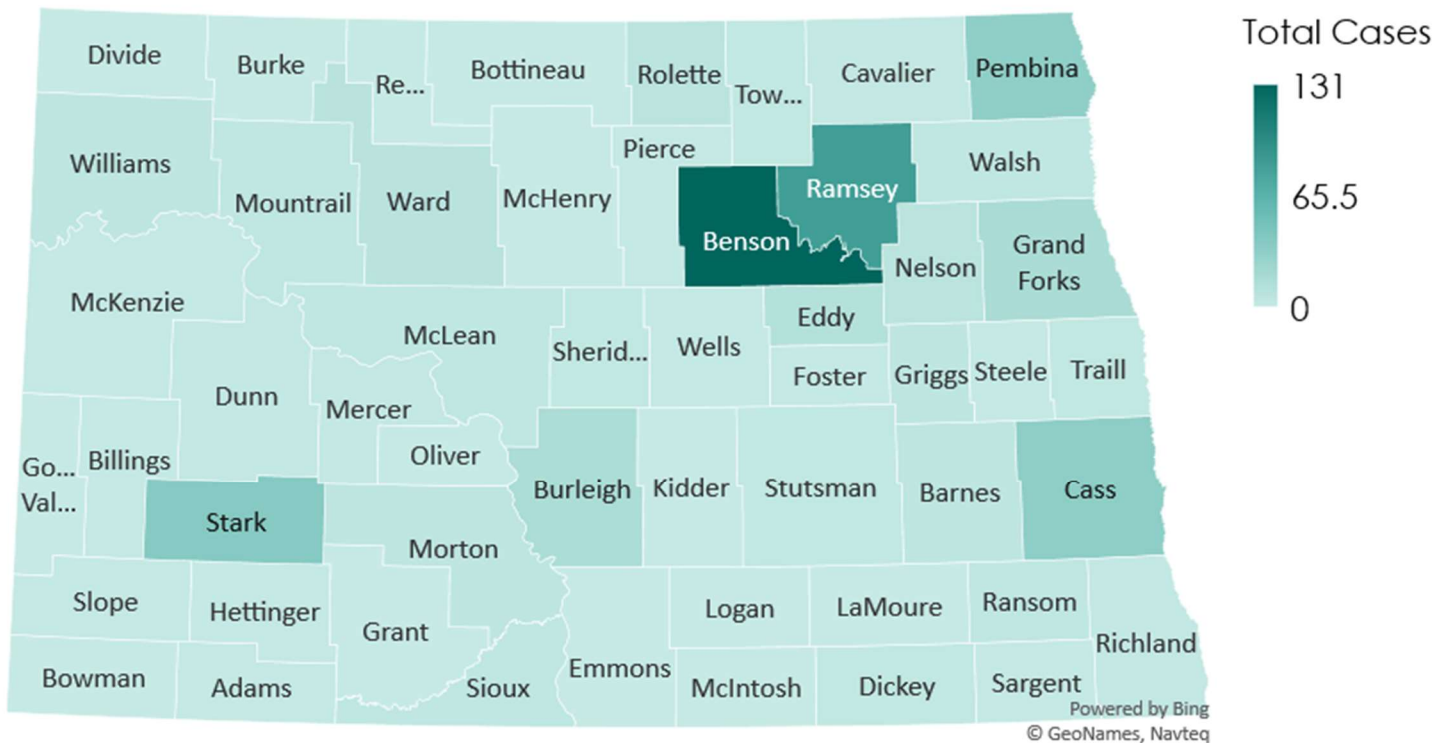 Total Cases
131
65.5
0
Divide
Burke
Re...
Bottineau
Rolette
Tow...
Cavalier
Pembina
Williams
Mountrail
Ward
McHenry
Pierce
Benson
Ramsey
Walsh
Nelson
Grand
Forks
McKenzie
Dunn
McLean
Mercer
Oliver
Sherid...
Wells
Eddy
Foster
Griggs
Steele
Traill
Go...
Val...
Billings
Stark
Morton
Burleigh
Kidder
Stutsman
Barnes
Cass
Slope
Hettinger
Grant
Bowman
Adams
Sioux
Emmons
Logan
LaMoure
Ransom
Richland
McIntosh
Dickey
Sargent
Powered by Bing
© GeoNames, Navteq